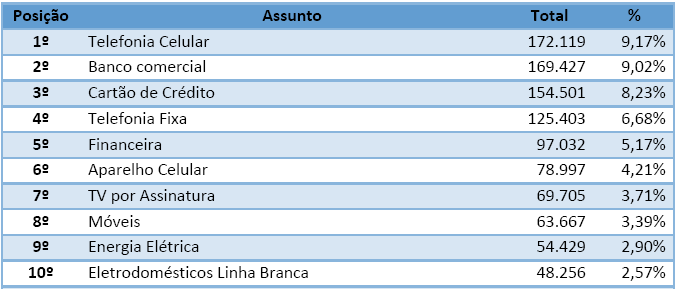 Posição Assunto Total %
1º Telefonia Celular 172.119 9,17%
2º Banco comercial 169.427 9,02%
3º Cartão de Crédito 154.501 8,23%
4º Telefonia Fixa 125.403 6,68%
5º Financeira 97.032 5,17%
6º Aparelho Celular 78.997 4,21%
7º TV por Assinatura 69.705 3,71%
8º Móveis 63.667 3,39%
9º Energia Elétrica 54.429 2,90%
10º Eletrodomésticos Linha Branca 48.256 2,57%